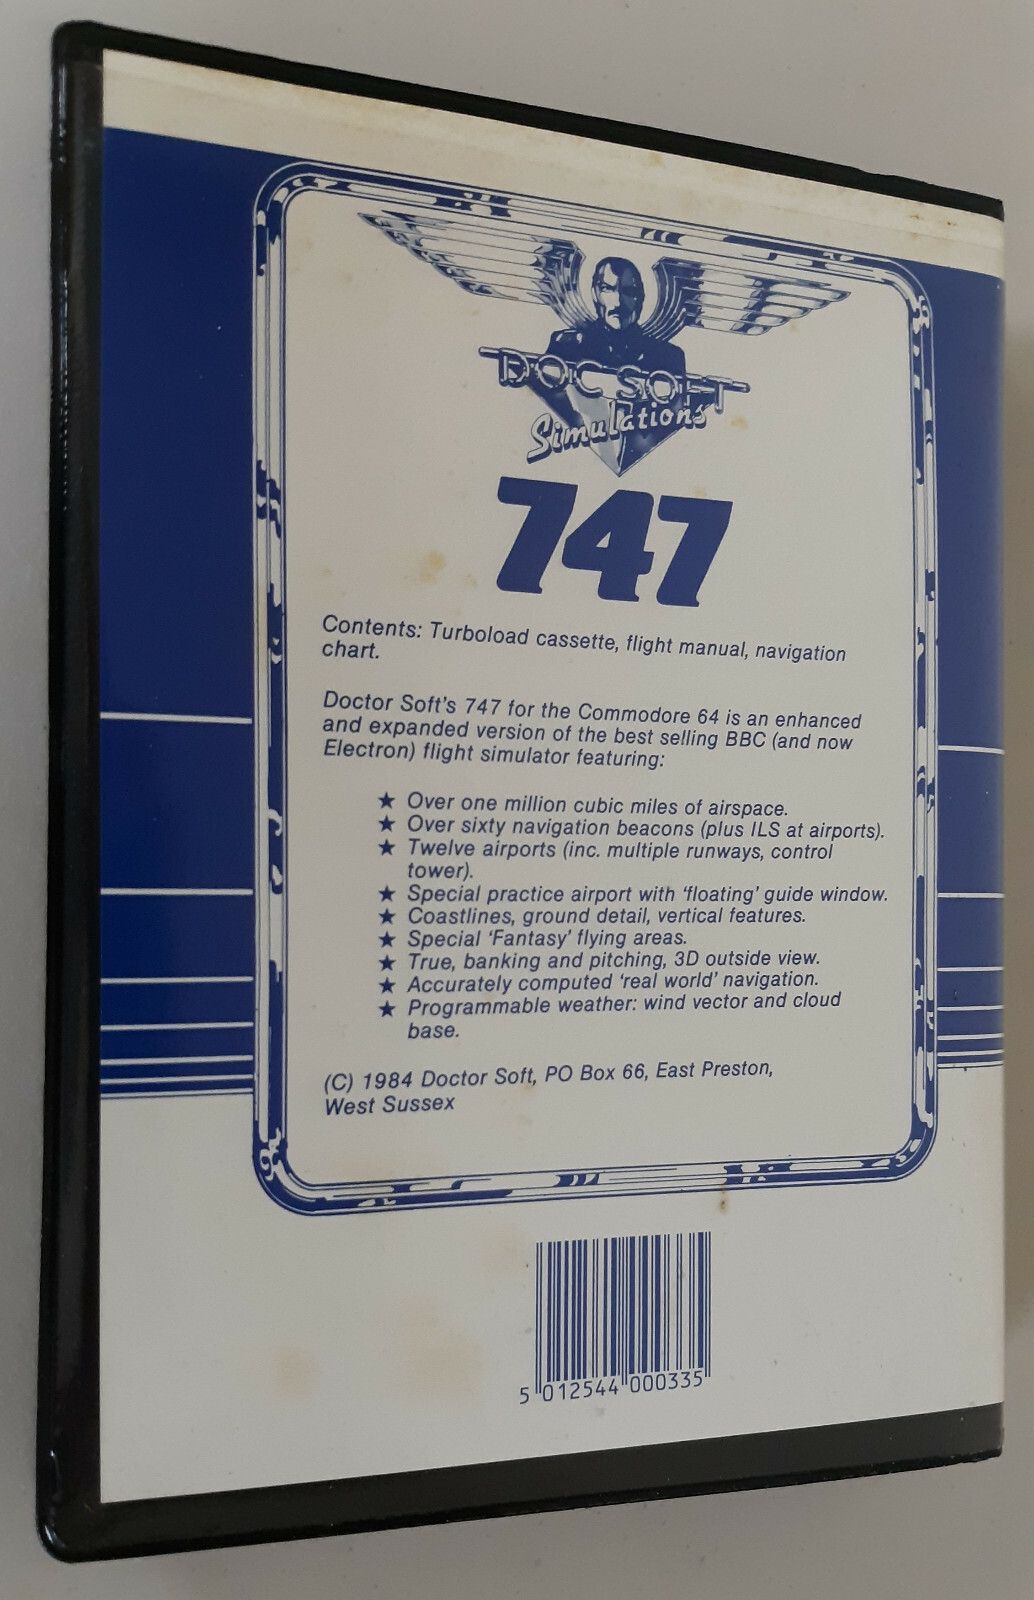 DOC SOFT
Simulations
747
Contents: Turboload cassette, flight manual, navigation
chart.
Doctor Soft's 747 for the Commodore 64 is an enhanced
and expanded version of the best selling BBC (and now
Electron) flight simulator featuring:
★ Over one million cubic miles of airspace.
★ Over sixty navigation beacons (plus ILS at airports).
★ Twelve airports (inc. multiple runways, control
tower).
★ Special practice airport with 'floating' guide window.
★ Coastlines, ground detail, vertical features.
★ Special 'Fantasy' flying areas.
★ True, banking and pitching, 3D outside view.
★ Accurately computed 'real world' navigation.
★ Programmable weather: wind vector and cloud
base.
(C) 1984 Doctor Soft, PO Box 66, East Preston,
West Sussex
5 012544 000335